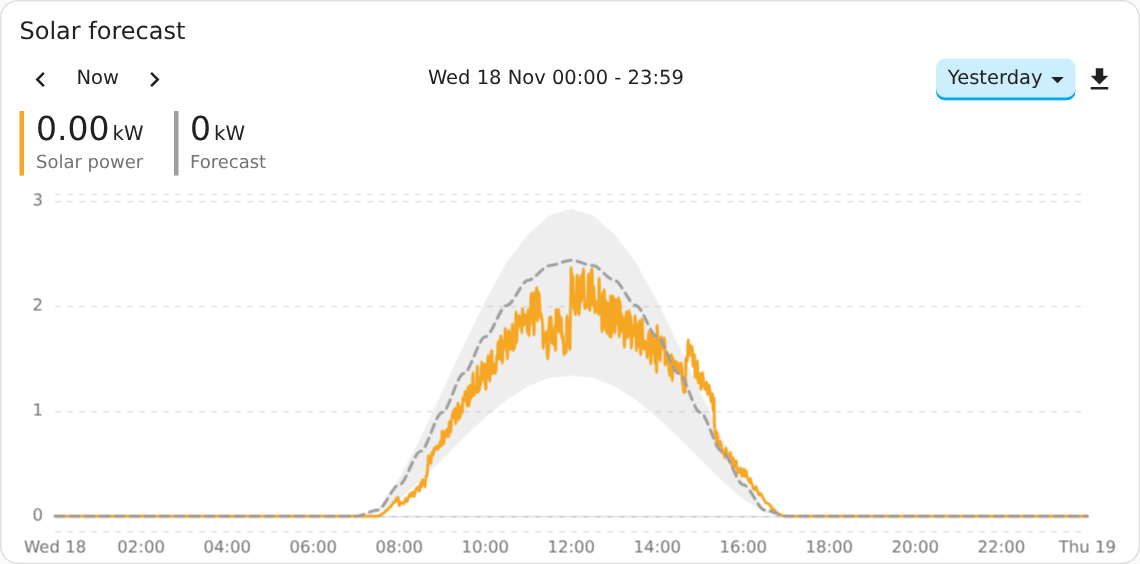 Solar forecast
Now
Wed 18 Nov 00:00 - 23:59
Yesterday
0.00 kW
Solar power
0 kW
Forecast
3
2
1
0
Wed 18 02:00 04:00 06:00 08:00 10:00 12:00 14:00 16:00 18:00 20:00 22:00 Thu 19